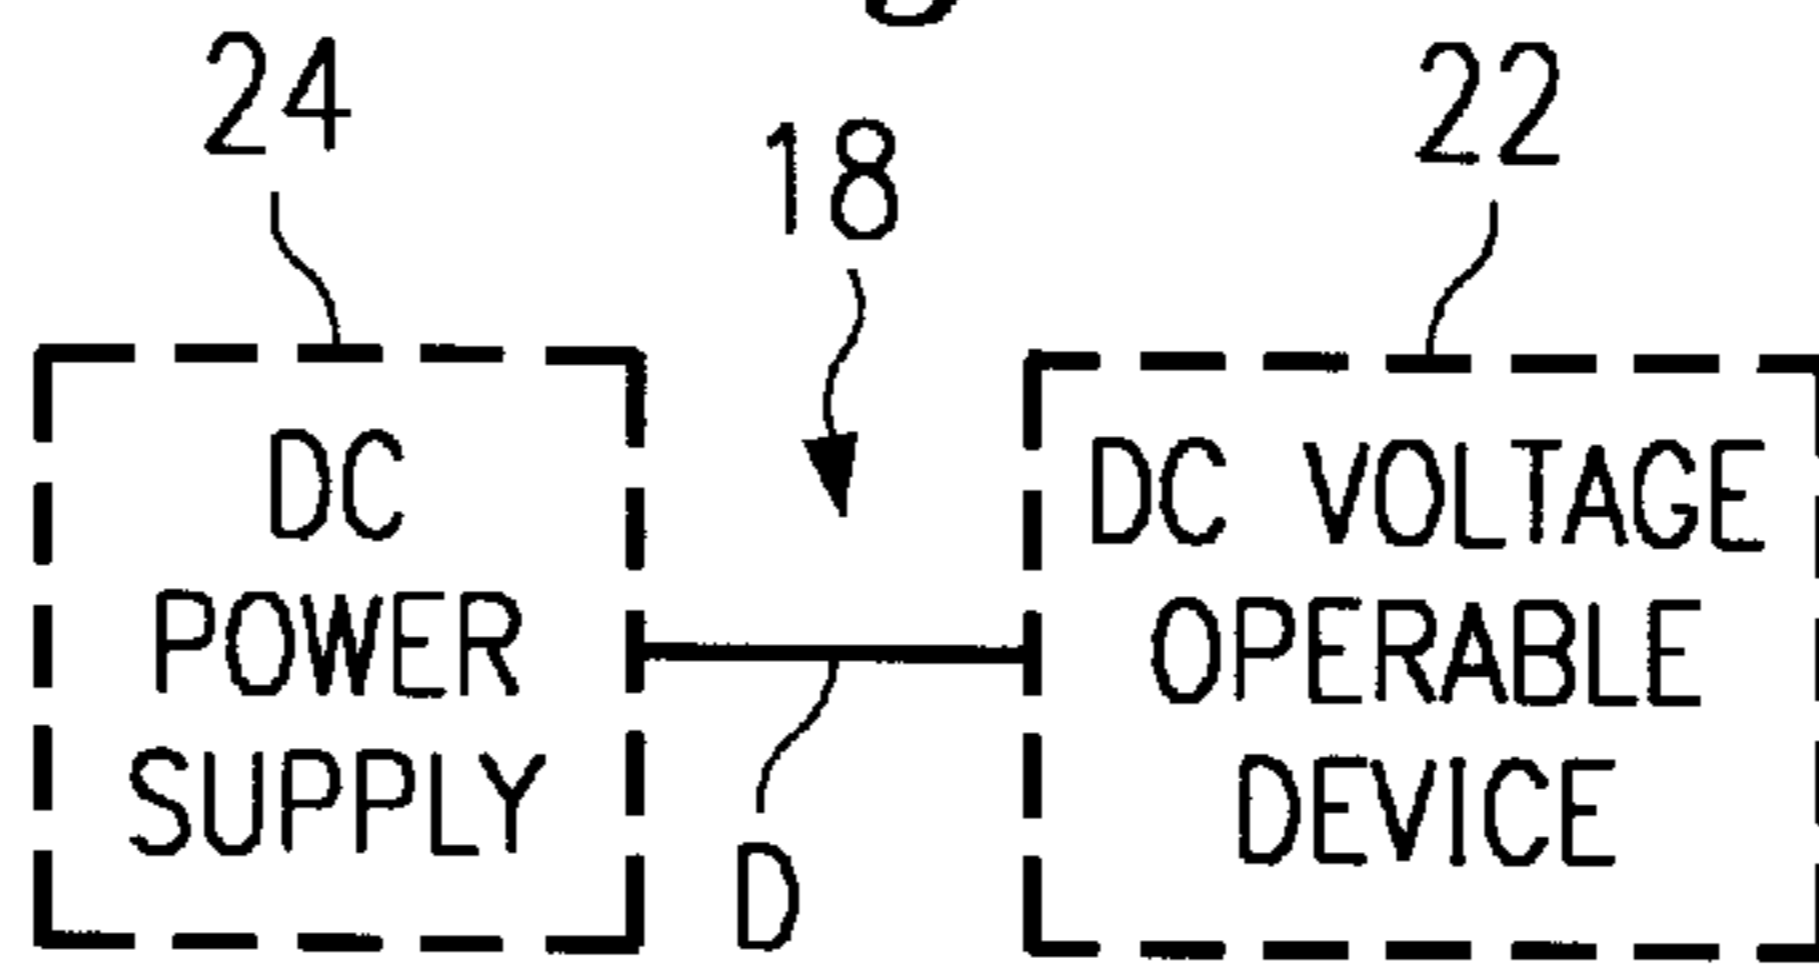 24
18
22
DC
POWER
SUPPLY
DC VOLTAGE
OPERABLE
DEVICE
D